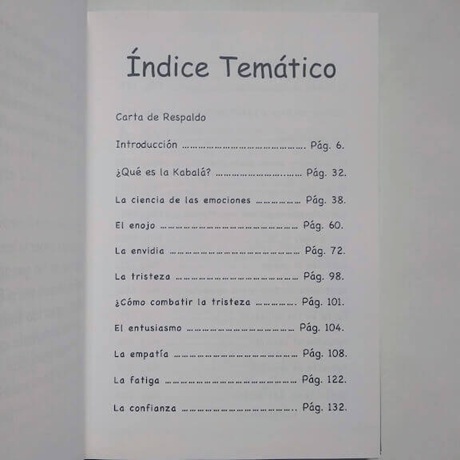 Índice Temático
Carta de Respaldo
Introducción ……………………………………. Pág. 6.
¿Qué es la Kabalá? ……………………..…… Pág. 32.
La ciencia de las emociones ……………… Pág. 38.
El enojo ………………………………………… Pág. 60.
La envidia ……………………………………… Pág. 72.
La tristeza ……………………………………… Pág. 98.
¿Cómo combatir la tristeza …………. Pág. 101.
El entusiasmo ………………………………… Pág. 104.
La empatía …………………………………… Pág. 108.
La fatiga ……………………………………… Pág. 122.
La confianza ………………………………….. Pág. 132.